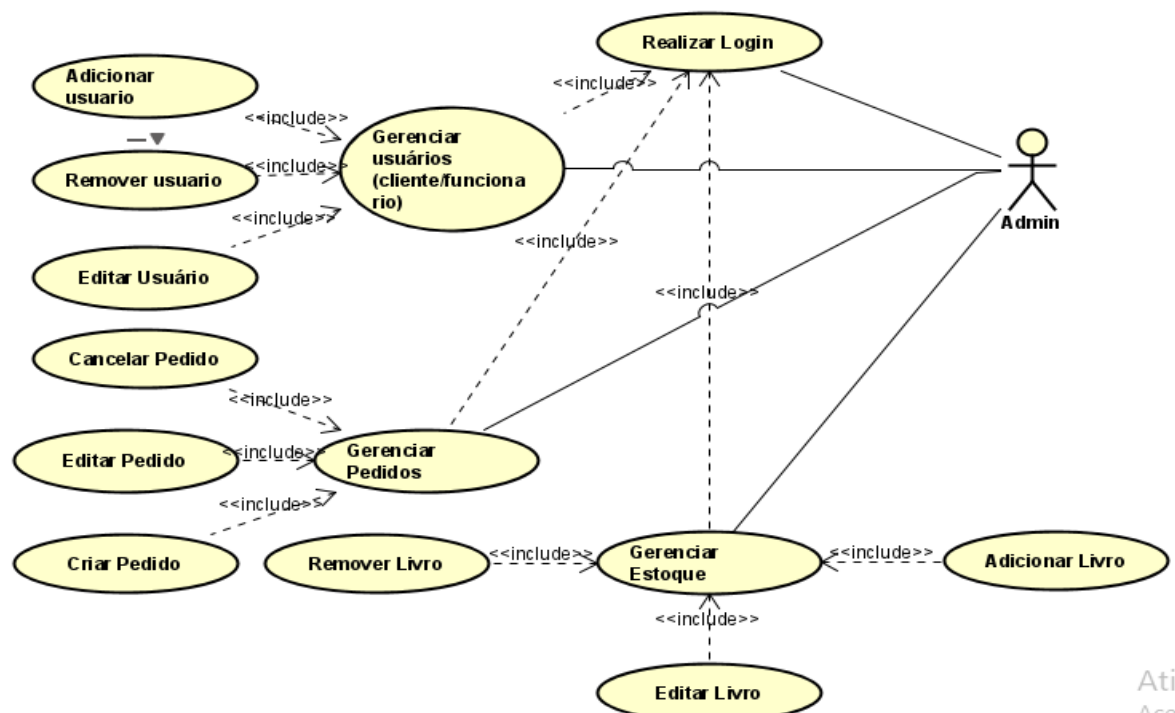 Realizar Login
Adicionar
usuario
<<include>>
<<include>>
Gerenciar
usuários
(cliente/funciona
rio)
<<include>>
Remover usuario
Admin
<<include>>
<<include>>
Editar Usuário
<<include>>
Cancelar Pedido
<<include>>
Editar Pedido
<<include>>
Gerenciar
Pedidos
<<include>>
Criar Pedido
Remover Livro
<<include>>
Gerenciar
Estoque
<<include>>
Adicionar Livro
<<include>>
Editar Livro
Ati